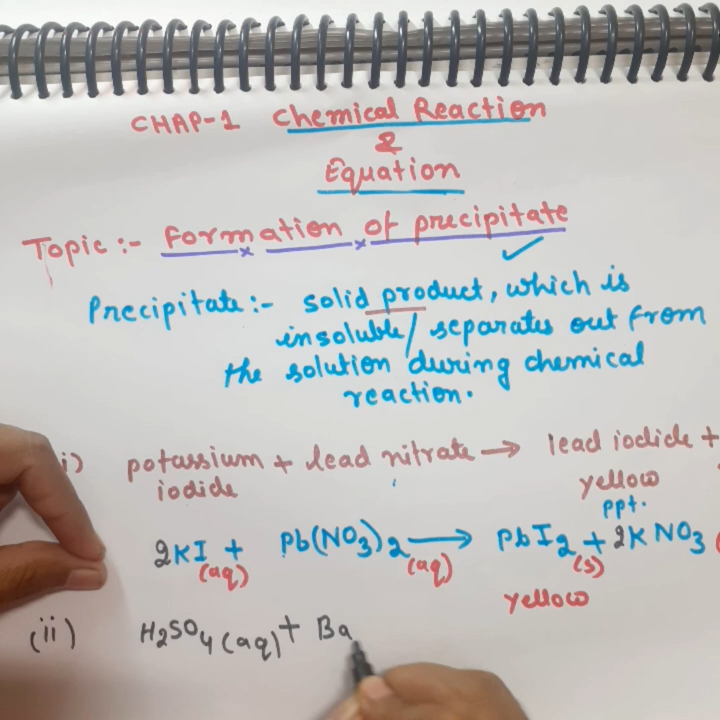 CHAP-1 Chemical Reaction
&
Equation
Topic :- Formation of precipitate
Precipitate:- solid product, which is
insoluble/ separates out from
the solution during chemical
reaction.
i) potassium + lead nitrate → lead iodide +
iodide yellow
ppt.
2KI + Pb(NO3)2 → PbI2 + 2KNO3
(aq) (aq) (s)
yellow
(ii) H2SO4(aq) + Ba